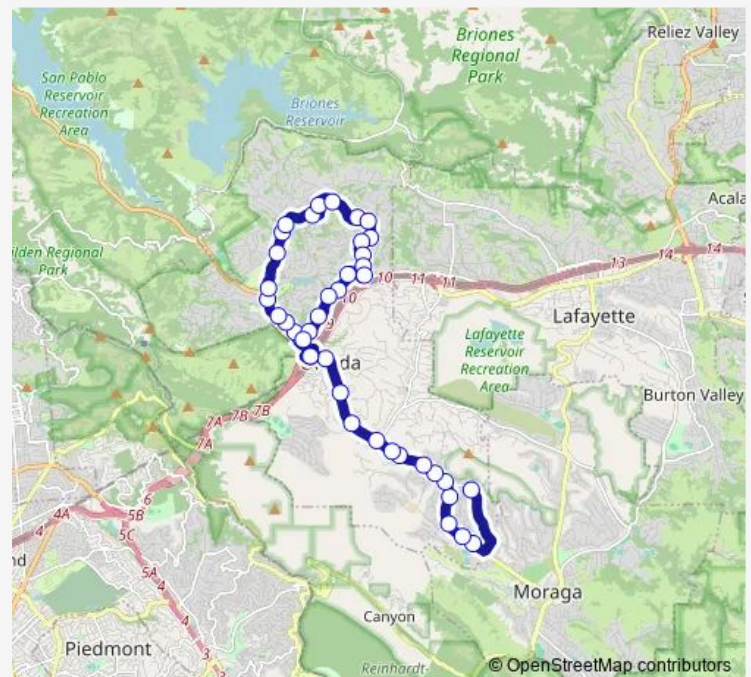 Reliez Valley
Briones
Regional
Park
San Pablo
Reservoir
Recreation
Area
Briones
Reservoir
Acala
14
14
13
ilden Regional
Park
10
11
11
10
9
Lafayette
Lafayette
Reservoir
Recreation
Area
da
Burton Valley
7A
7B
7B
7A
6
4
4A
5B
5C
nd
5A
4
4
3
Moraga
Canyon
Piedmont
Reinhardt-
© OpenStreetMap contributors